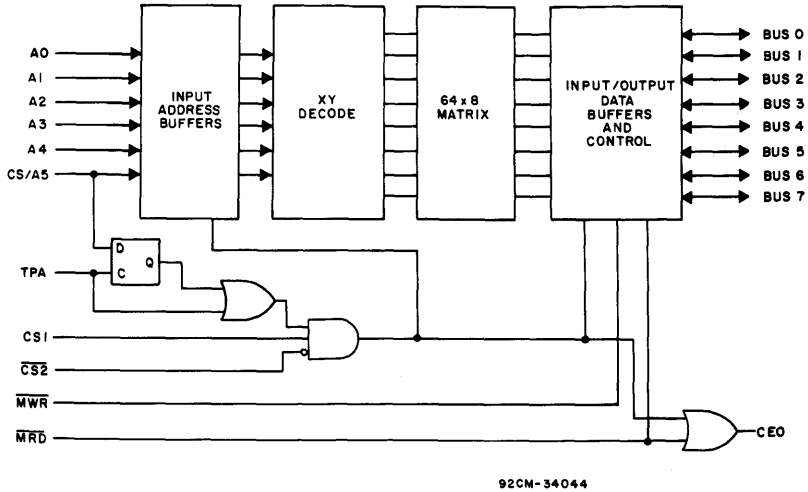 A0
A1
A2
A3
A4
CS/A5
INPUT
ADDRESS
BUFFERS
XY
DECODE
64x8
MATRIX
INPUT/OUTPUT
DATA
BUFFERS
AND
CONTROL
BUS 0
BUS 1
BUS 2
BUS 3
BUS 4
BUS 5
BUS 6
BUS 7
D
Q
C
TPA
CS1
CS2
MWR
MRD
CEO
92CM-34044